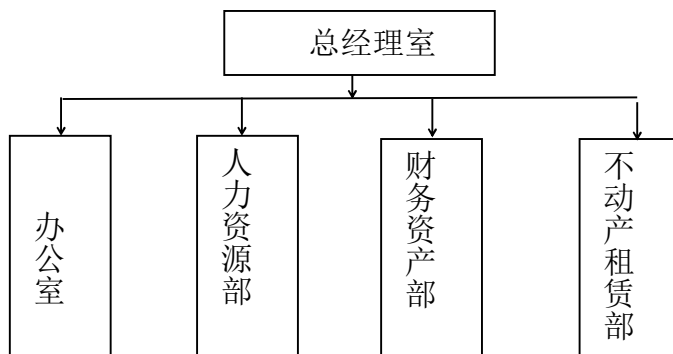 总经理室
办公室
人力资源部
财务资产部
不动产租赁部